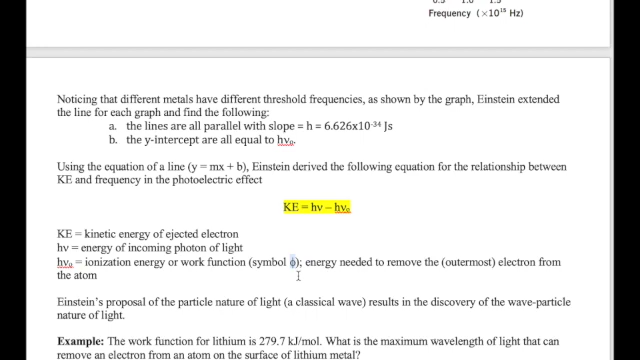 0.5 1.0 1.5
Frequency (×10¹⁵ Hz)
Noticing that different metals have different threshold frequencies, as shown by the graph, Einstein extended
the line for each graph and find the following:
a. the lines are all parallel with slope = h = 6.626x10⁻³⁴ Js
b. the y-intercept are all equal to hν₀.
Using the equation of a line (y = mx + b), Einstein derived the following equation for the relationship between
KE and frequency in the photoelectric effect
KE = hν – hν₀
KE = kinetic energy of ejected electron
hν = energy of incoming photon of light
hν₀ = ionization energy or work function (symbol ϕ); energy needed to remove the (outermost) electron from
the atom
Einstein's proposal of the particle nature of light (a classical wave) results in the discovery of the wave-particle
nature of light.
Example: The work function for lithium is 279.7 kJ/mol. What is the maximum wavelength of light that can
remove an electron from an atom on the surface of lithium metal?